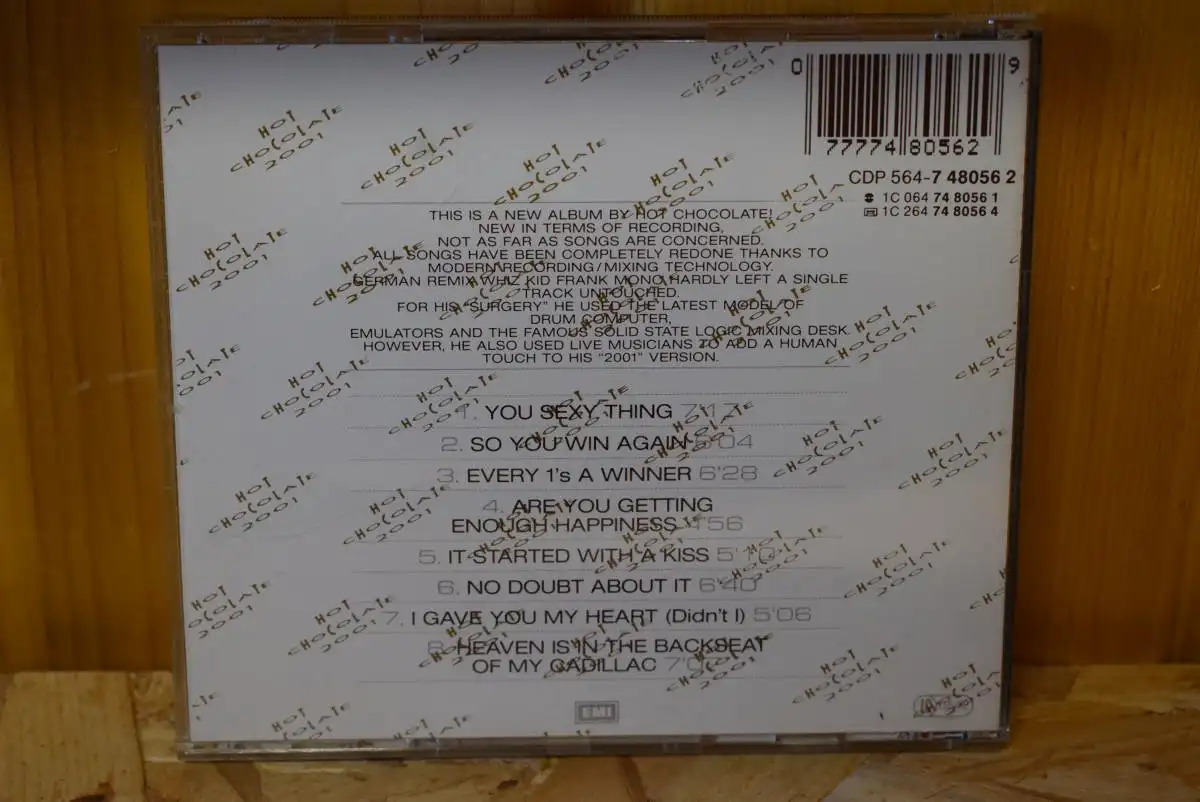 HOT CHOCOLATE 2001
0 77774 80562 9
CDP 564-7 48056 2
1C 064 74 8056 1
1C 264 74 8056 4
THIS IS A NEW ALBUM BY HOT CHOCOLATE!
NEW IN TERMS OF RECORDING,
NOT AS FAR AS SONGS ARE CONCERNED.
ALL SONGS HAVE BEEN COMPLETELY REDONE THANKS TO
MODERN RECORDING/MIXING TECHNOLOGY.
GERMAN REMIX WHIZ KID FRANK MONO HARDLY LEFT A SINGLE
TRACK UNTOUCHED.
FOR HIS "SURGERY" HE USED THE LATEST MODEL OF
DRUM COMPUTER,
EMULATORS AND THE FAMOUS SOLID STATE LOGIC MIXING DESK.
HOWEVER, HE ALSO USED LIVE MUSICIANS TO ADD A HUMAN
TOUCH TO HIS "2001" VERSION.
1. YOU SEXY THING 7'17
2. SO YOU WIN AGAIN 5'04
3. EVERY 1's A WINNER 6'28
4. ARE YOU GETTING
ENOUGH HAPPINESS 4'56
5. IT STARTED WITH A KISS 5'10
6. NO DOUBT ABOUT IT 6'40
7. I GAVE YOU MY HEART (Didn't I) 5'06
8. HEAVEN IS IN THE BACKSEAT
OF MY CADILLAC
EMI